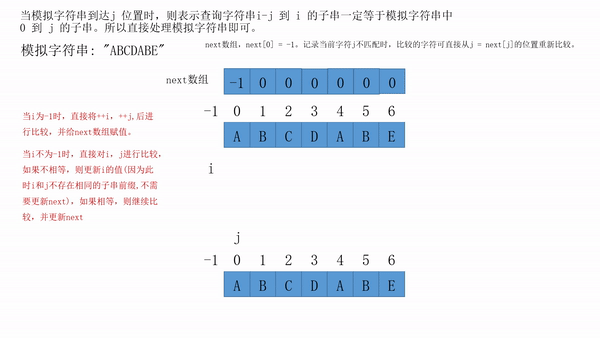 当模拟字符串到达j 位置时，则表示查询字符串i-j 到 i 的子串一定等于模拟字符串中
0 到 j 的子串。所以直接处理模拟字符串即可。
模拟字符串: "ABCDABE"
next数组，next[0] = -1。记录当前字符j不匹配时，比较的字符可直接从j = next[j]的位置重新比较。
next数组
-1 0 0 0 0 0 0
-1 0 1 2 3 4 5 6
A B C D A B E
当i为-1时，直接将++i，++j,后进
行比较，并给next数组赋值。
当i不为-1时，直接对i，j进行比较，
如果不相等，则更新i的值(因为此
时i和j不存在相同的子串前缀,不需
要更新next)，如果相等，则继续比
较，并更新next
i
j
-1 0 1 2 3 4 5 6
A B C D A B E